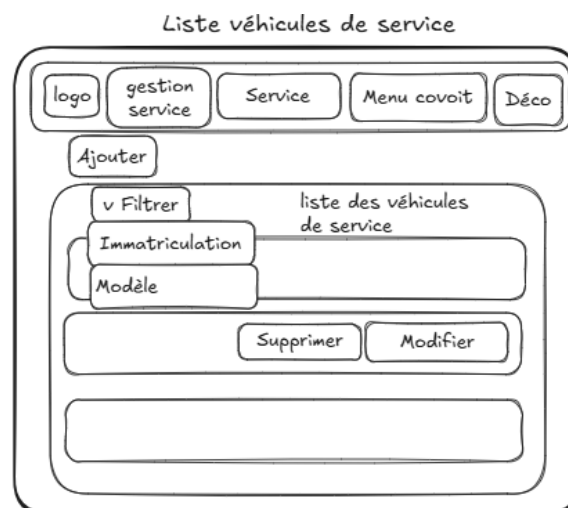 Liste véhicules de service
logo
gestion
service
Service
Menu covoit
Déco
Ajouter
v Filtrer
liste des véhicules
de service
Immatriculation
Modèle
Supprimer
Modifier